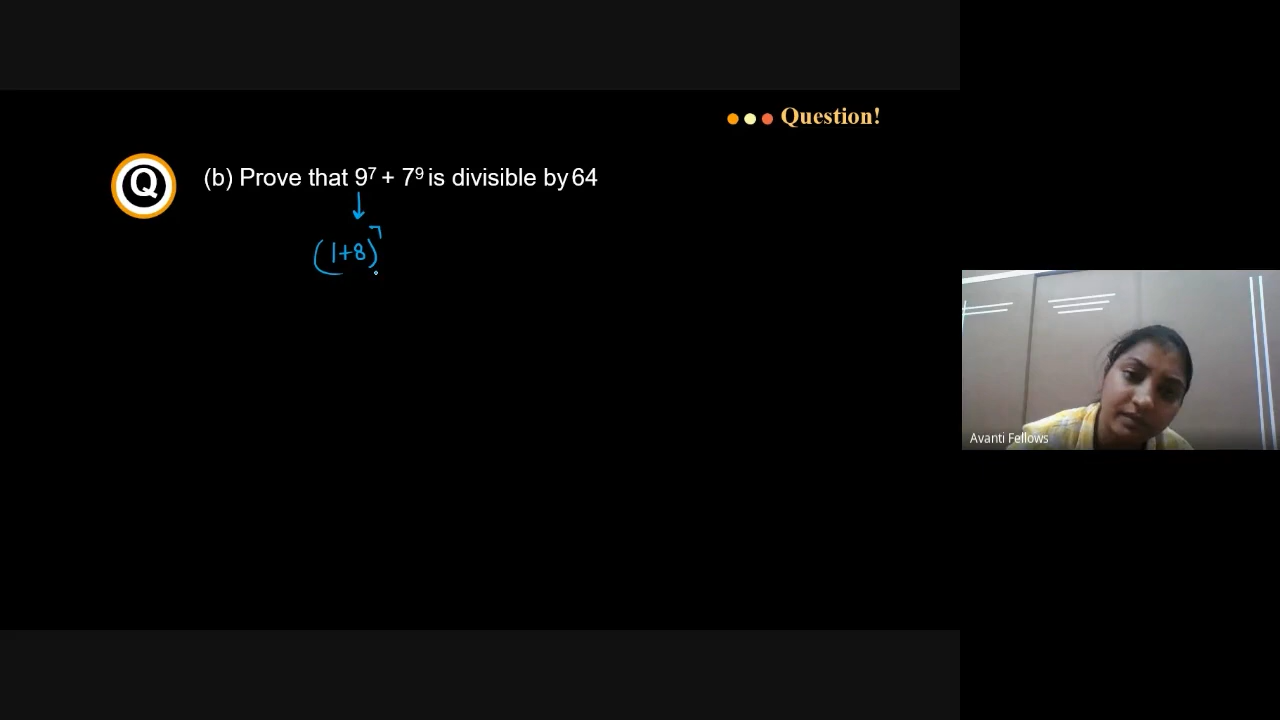 Question!
Q
(b) Prove that 9⁷ + 7⁹ is divisible by 64
(1+8)⁷
Avanti Fellows